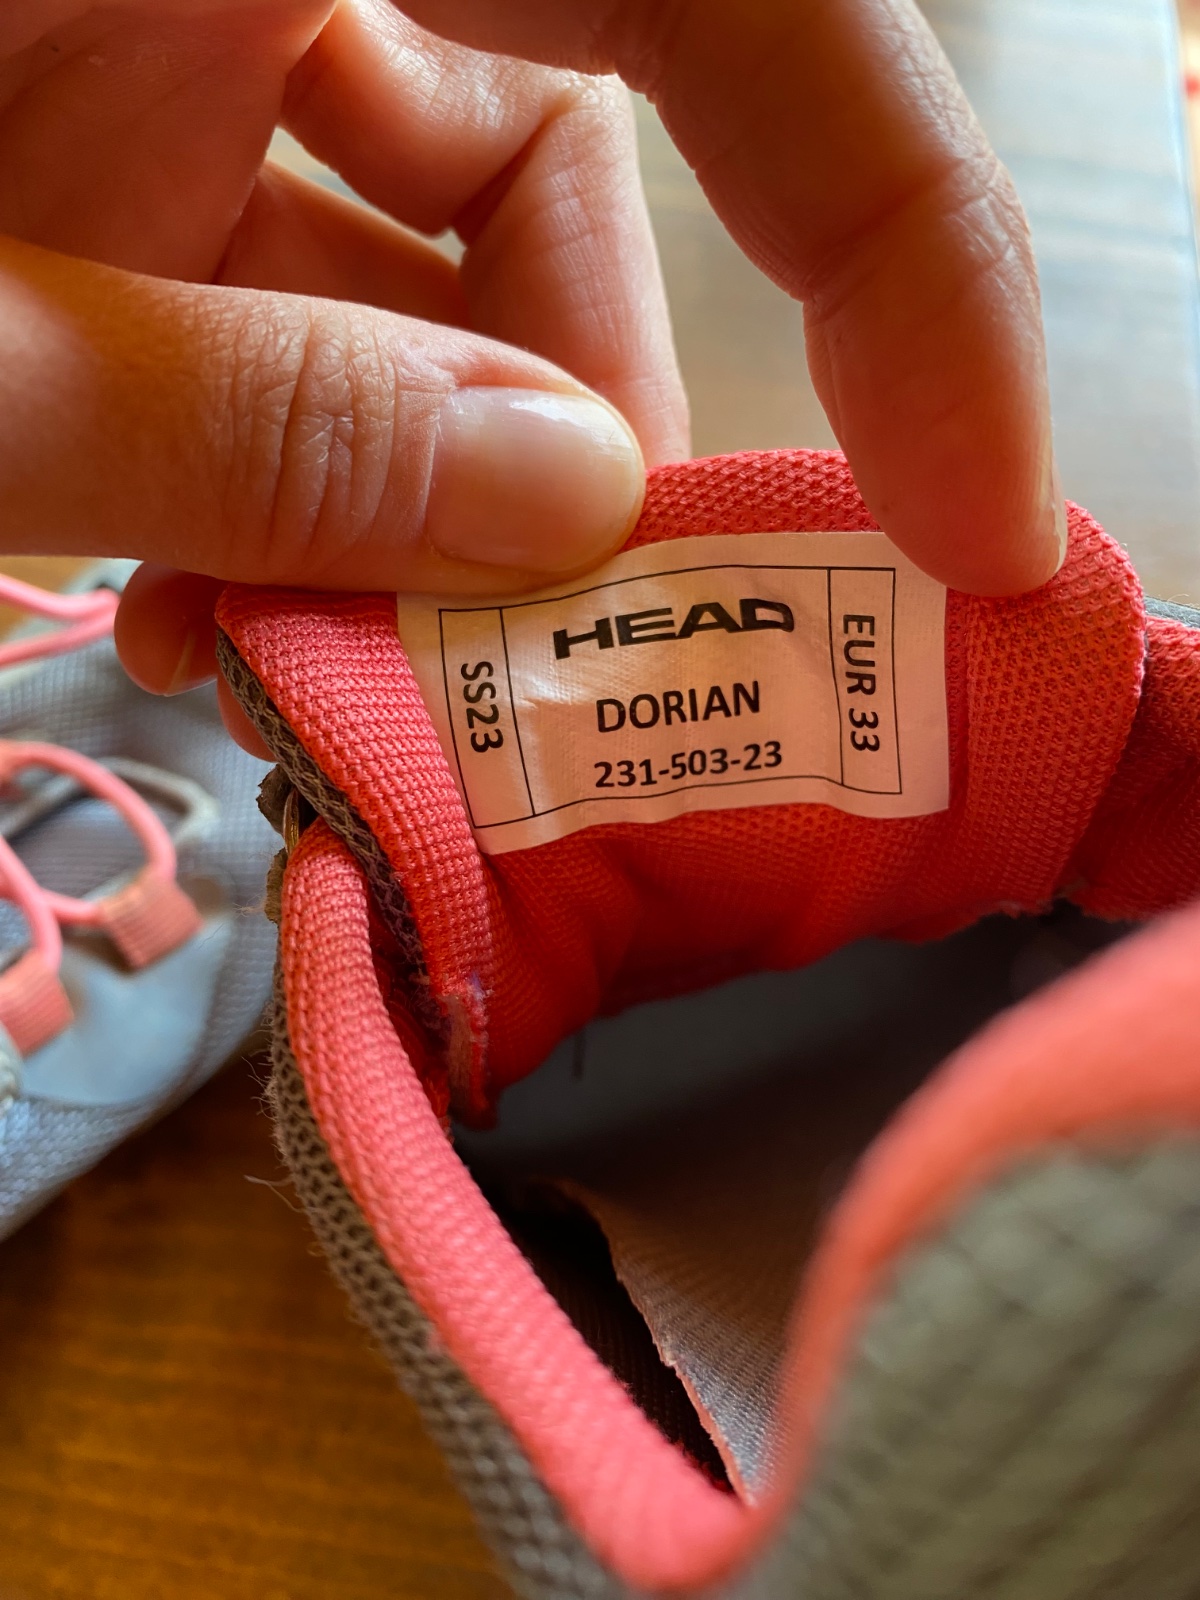 SS23
HEAD
DORIAN
231-503-23
EUR 33